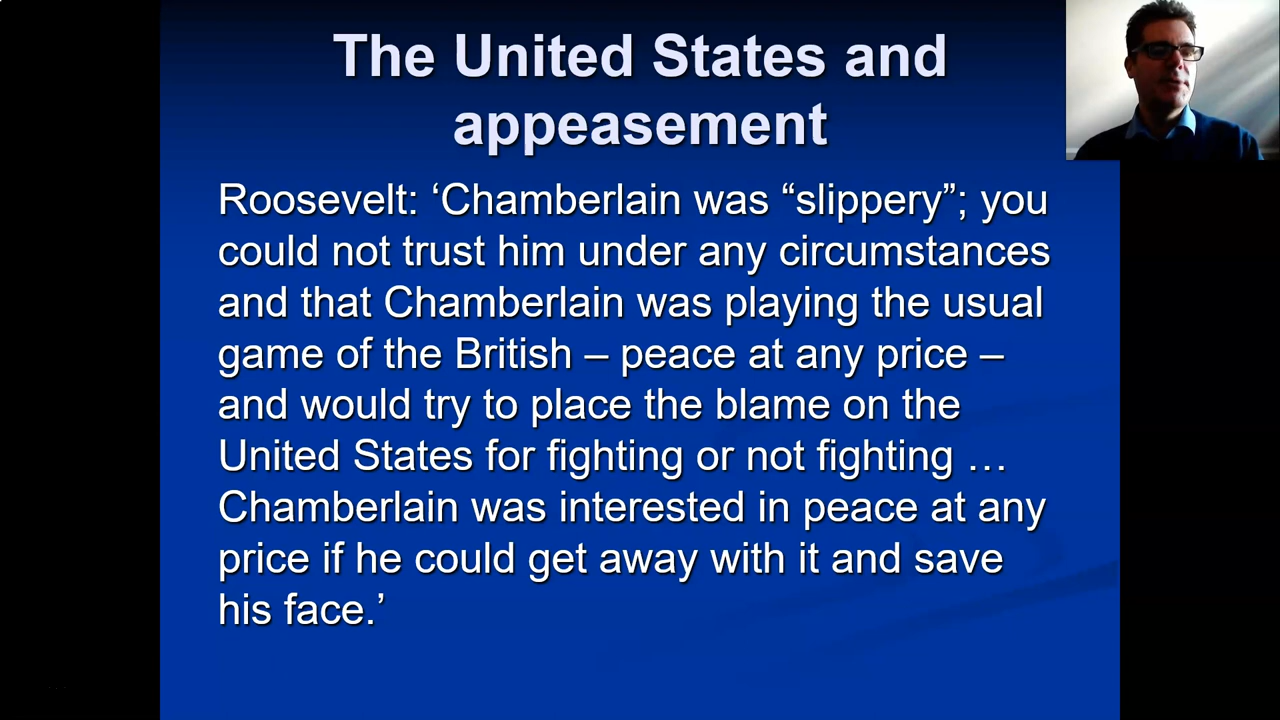 The United States and
appeasement
Roosevelt: ‘Chamberlain was “slippery”; you
could not trust him under any circumstances
and that Chamberlain was playing the usual
game of the British – peace at any price –
and would try to place the blame on the
United States for fighting or not fighting …
Chamberlain was interested in peace at any
price if he could get away with it and save
his face.’